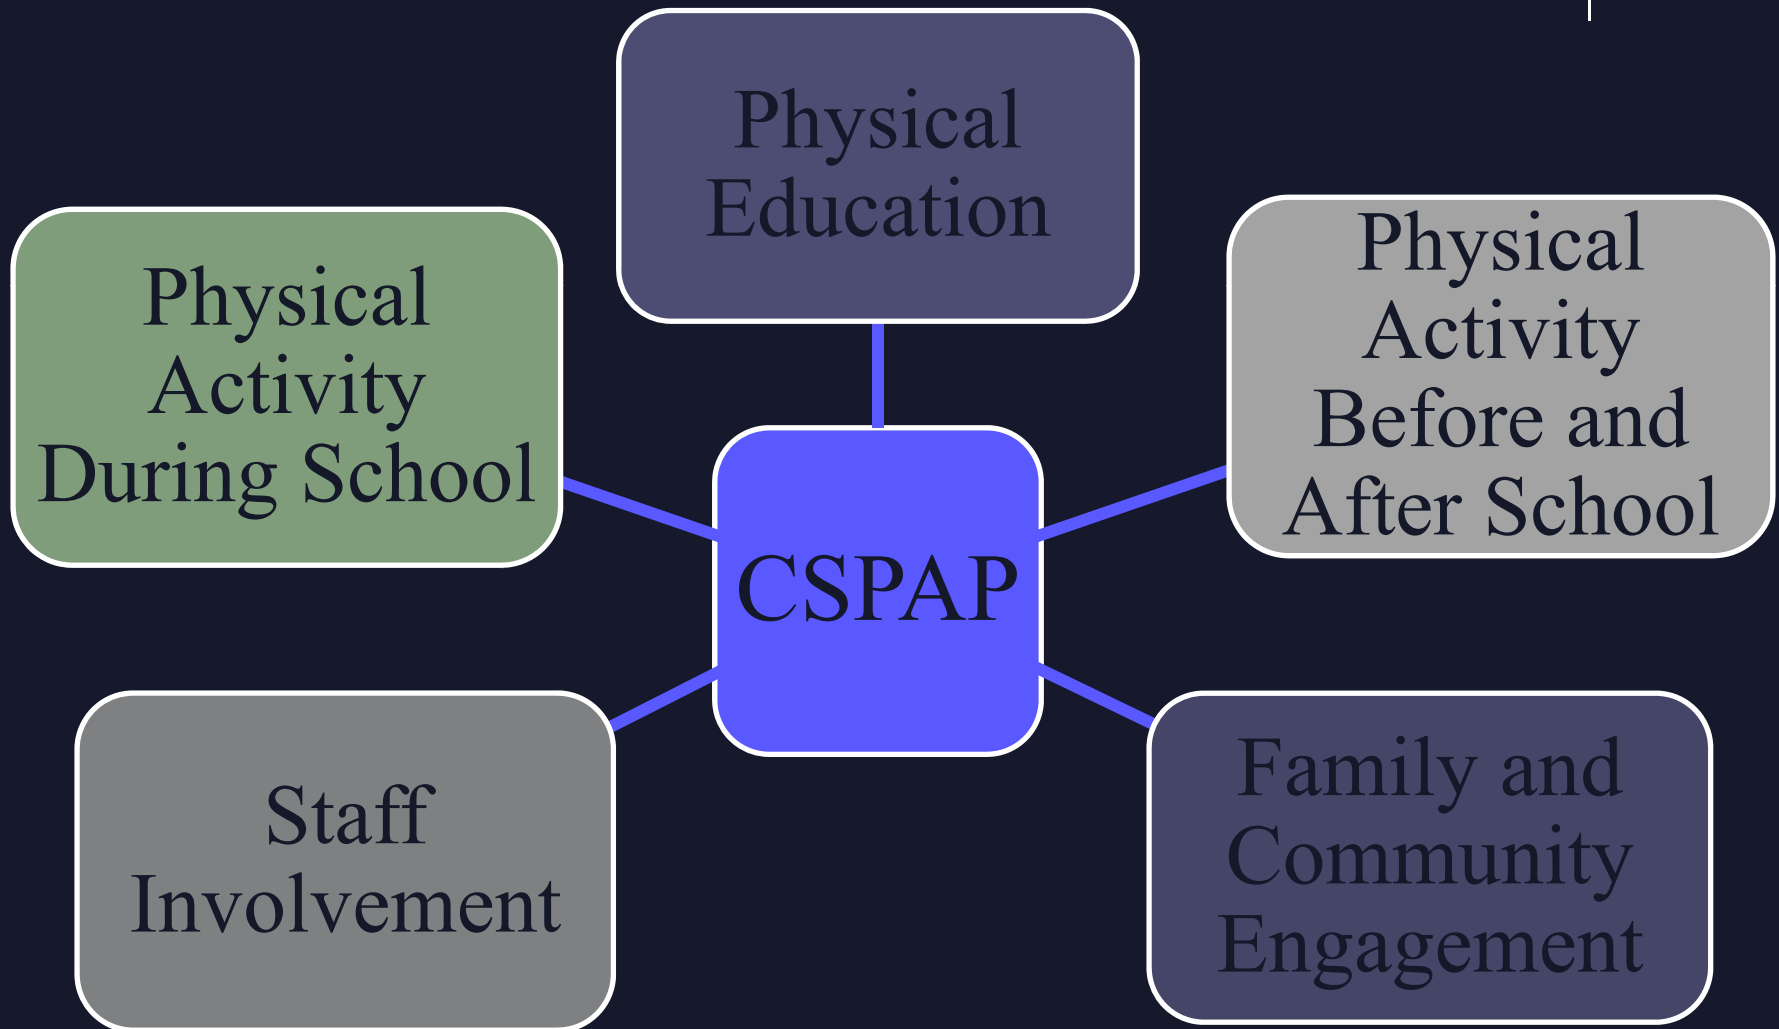 Physical
Education
Physical
Activity
During School
Physical
Activity
Before and
After School
CSPAP
Staff
Involvement
Family and
Community
Engagement